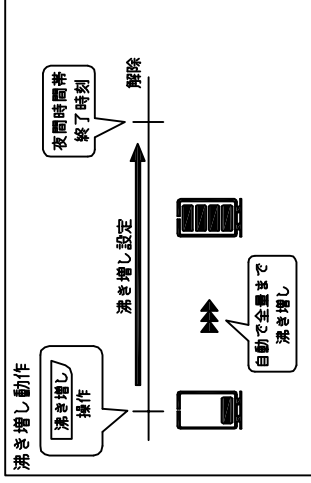 沸き増し動作
沸き増し
操作
沸き増し設定
夜間時間帯
終了時刻
解除
自動で全量まで
沸き増し